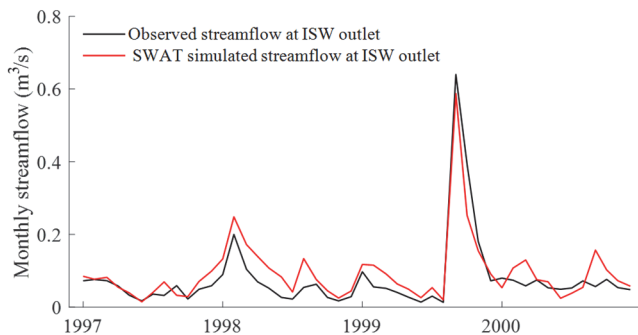 Monthly streamflow (m³/s)
0.8
0.6
0.4
0.2
0
Observed streamflow at ISW outlet
SWAT simulated streamflow at ISW outlet
1997 1998 1999 2000